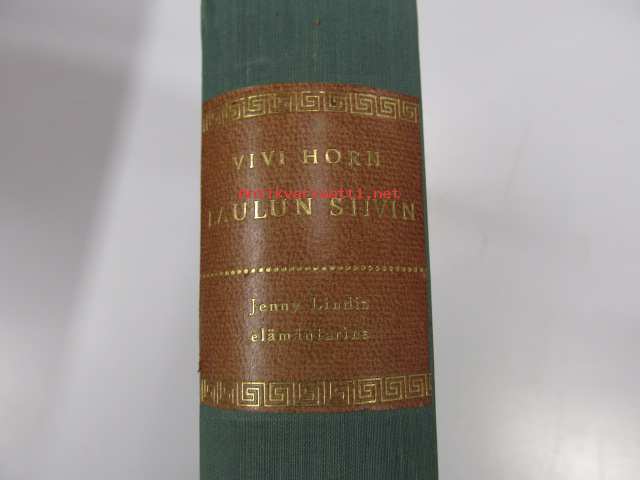 VIVI HORN
antikvariaatti.net
LAULUN SIIVIN
Jenny Lindin
elämäntarina